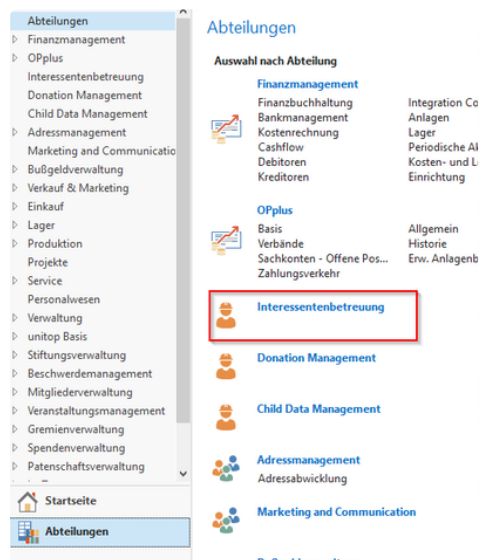 Abteilungen
Finanzmanagement
OPplus
Interessentenbetreuung
Donation Management
Child Data Management
Adressmanagement
Marketing and Communicatio
Bußgeldverwaltung
Verkauf & Marketing
Einkauf
Lager
Produktion
Projekte
Service
Personalwesen
Verwaltung
unitop Basis
Stiftungsverwaltung
Beschwerdemanagement
Mitgliederverwaltung
Veranstaltungsmanagement
Gremienverwaltung
Spendenverwaltung
Patenschaftsverwaltung
Startseite
Abteilungen
Abteilungen
Auswahl nach Abteilung
Finanzmanagement
Finanzbuchhaltung Integration Co
Bankmanagement Anlagen
Kostenrechnung Lager
Cashflow Periodische Ak
Debitoren Kosten- und L
Kreditoren Einrichtung
OPplus
Basis Allgemein
Verbände Historie
Sachkonten - Offene Pos... Erw. Anlagenb
Zahlungsverkehr
Interessentenbetreuung
Donation Management
Child Data Management
Adressmanagement
Adressabwicklung
Marketing and Communication